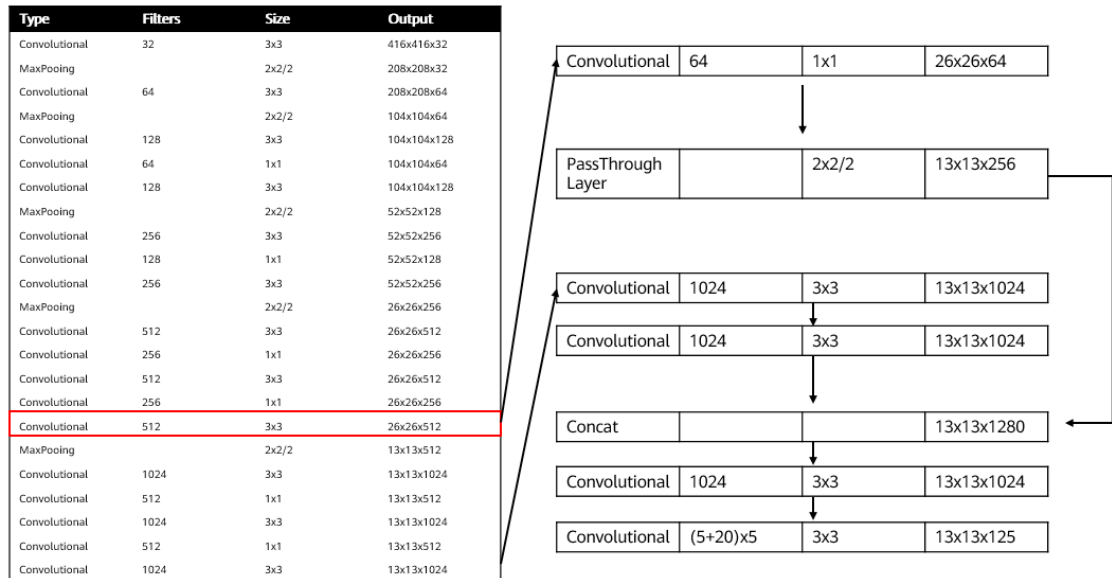 Type Filters Size Output
Convolutional 32 3x3 416x416x32
MaxPooing 2x2/2 208x208x32
Convolutional 64 3x3 208x208x64
MaxPooing 2x2/2 104x104x64
Convolutional 128 3x3 104x104x128
Convolutional 64 1x1 104x104x64
Convolutional 128 3x3 104x104x128
MaxPooing 2x2/2 52x52x128
Convolutional 256 3x3 52x52x256
Convolutional 128 1x1 52x52x128
Convolutional 256 3x3 52x52x256
MaxPooing 2x2/2 26x26x256
Convolutional 512 3x3 26x26x512
Convolutional 256 1x1 26x26x256
Convolutional 512 3x3 26x26x512
Convolutional 256 1x1 26x26x256
Convolutional 512 3x3 26x26x512
MaxPooing 2x2/2 13x13x512
Convolutional 1024 3x3 13x13x1024
Convolutional 512 1x1 13x13x512
Convolutional 1024 3x3 13x13x1024
Convolutional 512 1x1 13x13x512
Convolutional 1024 3x3 13x13x1024
Convolutional 64 1x1 26x26x64
PassThrough 2x2/2 13x13x256
Layer
Convolutional 1024 3x3 13x13x1024
Convolutional 1024 3x3 13x13x1024
Concat 13x13x1280
Convolutional 1024 3x3 13x13x1024
Convolutional (5+20)x5 3x3 13x13x125